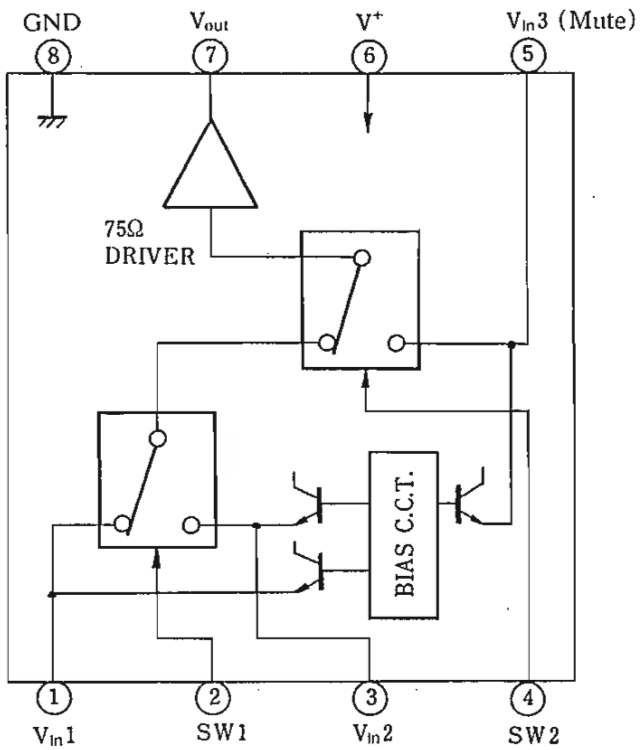 GND Vout V+ Vin3 (Mute)
8 7 6 5
75Ω
DRIVER
BIAS C.C.T.
1 2 3 4
Vin1 SW1 Vin2 SW2